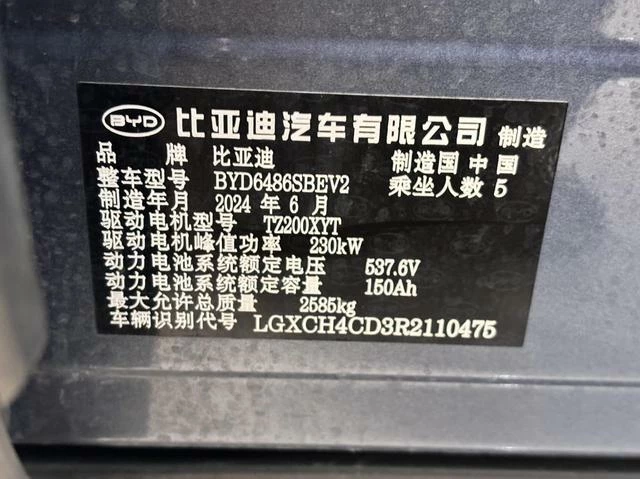 BYD 比亚迪汽车有限公司 制造
品牌 比亚迪 制造国 中国
整车型号 BYD6486SBEV2 乘坐人数 5
制造年月 2024 年 6 月
驱动电机型号 TZ200XYT
驱动电机峰值功率 230kW
动力电池系统额定电压 537.6V
动力电池系统额定容量 150Ah
最大允许总质量 2585kg
车辆识别代号 LGXCH4CD3R2110475